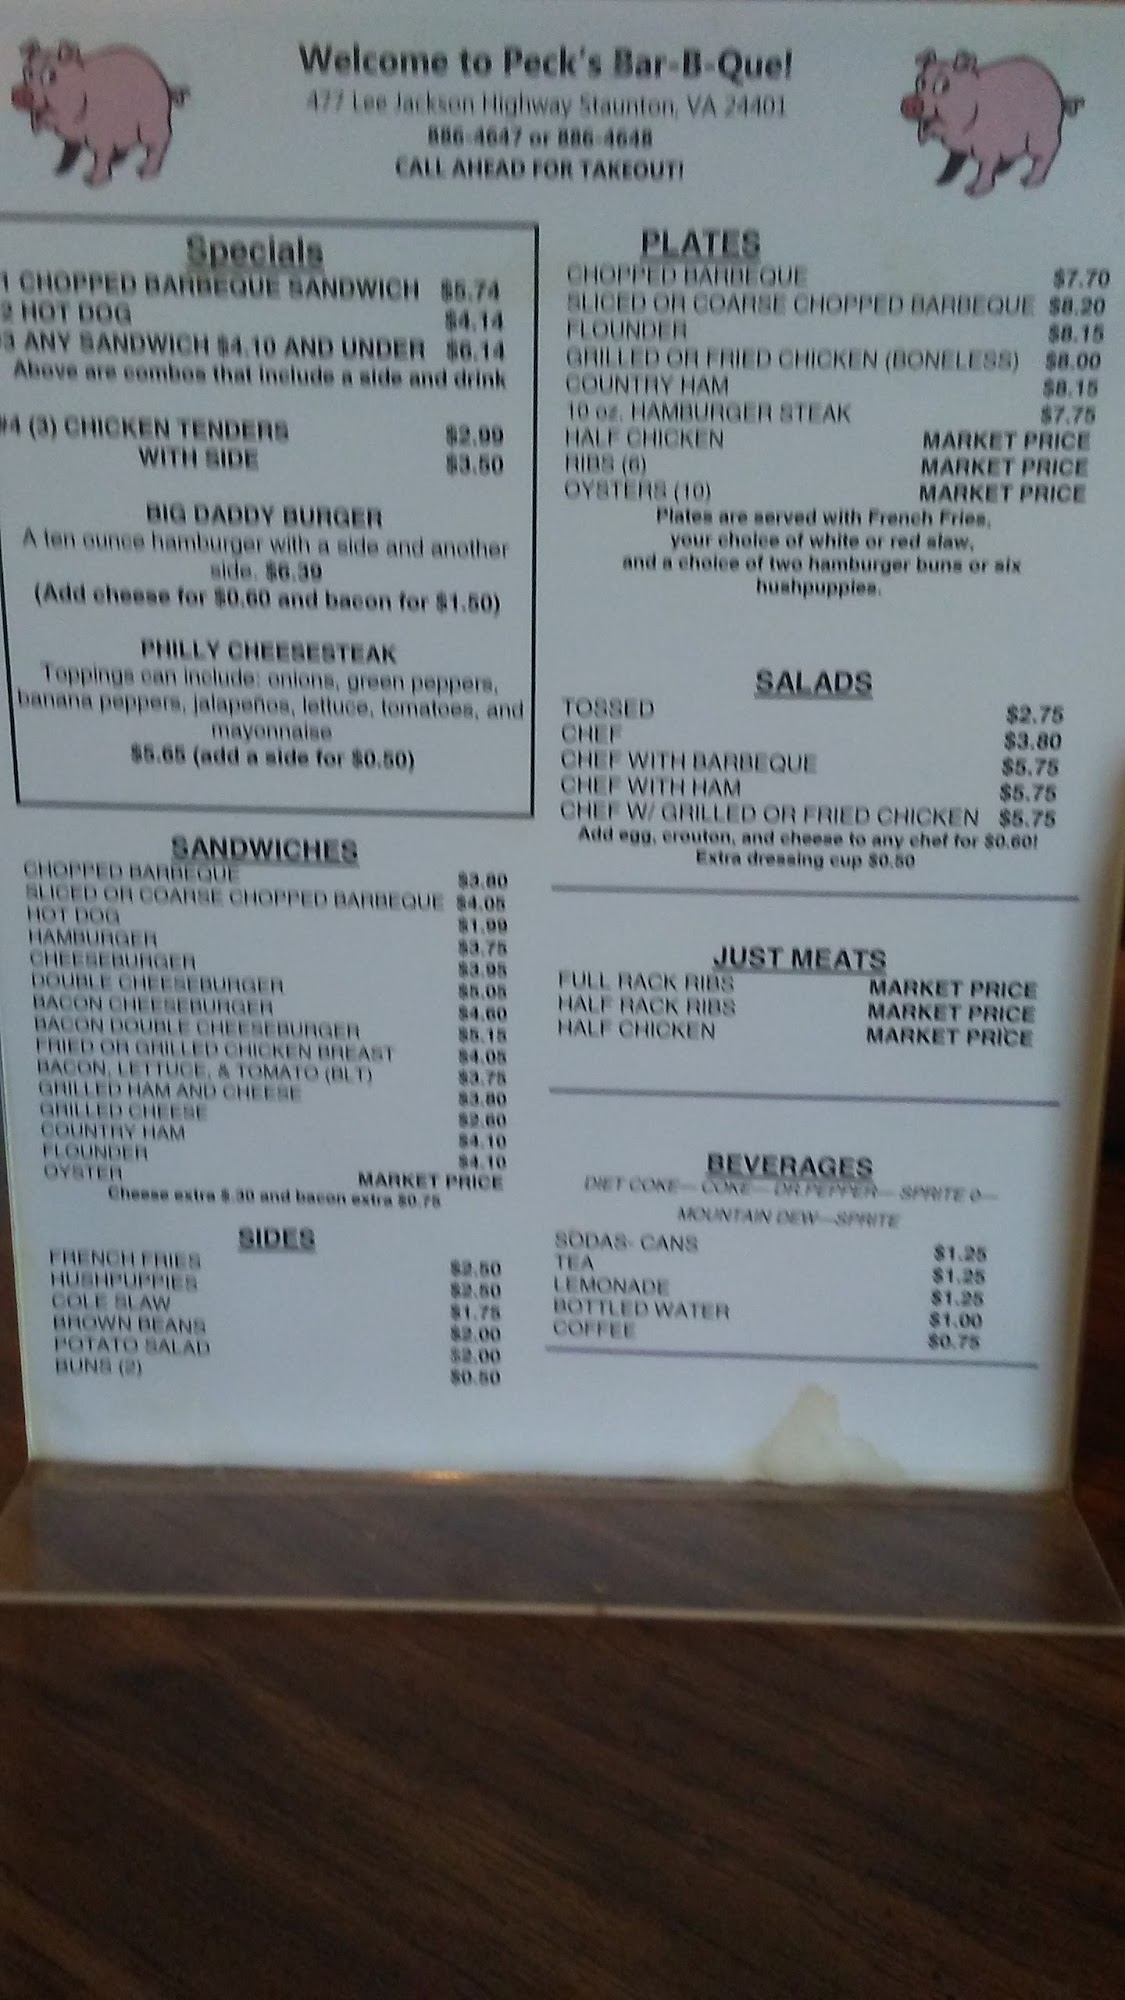 Welcome to Peck's Bar-B-Que!
477 Lee Jackson Highway Staunton, VA 24401
886-4647 or 886-4648
CALL AHEAD FOR TAKEOUT!
Specials
1 CHOPPED BARBEQUE SANDWICH $5.74
2 HOT DOG $4.14
3 ANY SANDWICH $4.10 AND UNDER $6.14
Above are combos that include a side and drink
#4 (3) CHICKEN TENDERS $2.99
WITH SIDE $3.50
BIG DADDY BURGER
A ten ounce hamburger with a side and another
side. $6.39
(Add cheese for $0.60 and bacon for $1.50)
PHILLY CHEESESTEAK
Toppings can include: onions, green peppers,
banana peppers, jalapeños, lettuce, tomatoes, and
mayonnaise
$5.65 (add a side for $0.50)
SANDWICHES
CHOPPED BARBEQUE $3.80
SLICED OR COARSE CHOPPED BARBEQUE $4.05
HOT DOG $1.99
HAMBURGER $3.75
CHEESEBURGER $3.95
DOUBLE CHEESEBURGER $5.05
BACON CHEESEBURGER $4.60
BACON DOUBLE CHEESEBURGER $5.15
FRIED OR GRILLED CHICKEN BREAST $4.05
BACON, LETTUCE, & TOMATO (BLT) $3.75
GRILLED HAM AND CHEESE $3.80
GRILLED CHEESE $2.60
COUNTRY HAM $4.10
FLOUNDER $4.10
OYSTER MARKET PRICE
Cheese extra $.30 and bacon extra $0.75
SIDES
FRENCH FRIES $2.50
HUSHPUPPIES $2.50
COLE SLAW $1.75
BROWN BEANS $2.00
POTATO SALAD $2.00
BUNS (2) $0.50
PLATES
CHOPPED BARBEQUE $7.70
SLICED OR COARSE CHOPPED BARBEQUE $8.20
FLOUNDER $8.15
GRILLED OR FRIED CHICKEN (BONELESS) $8.00
COUNTRY HAM $8.15
10 oz. HAMBURGER STEAK $7.75
HALF CHICKEN MARKET PRICE
RIBS (6) MARKET PRICE
OYSTERS (10) MARKET PRICE
Plates are served with French Fries,
your choice of white or red slaw,
and a choice of two hamburger buns or six
hushpuppies.
SALADS
TOSSED $2.75
CHEF $3.80
CHEF WITH BARBEQUE $5.75
CHEF WITH HAM $5.75
CHEF W/ GRILLED OR FRIED CHICKEN $5.75
Add egg, crouton, and cheese to any chef for $0.60!
Extra dressing cup $0.50
JUST MEATS
FULL RACK RIBS MARKET PRICE
HALF RACK RIBS MARKET PRICE
HALF CHICKEN MARKET PRICE
BEVERAGES
DIET COKE— COKE— DR.PEPPER— SPRITE 0—
MOUNTAIN DEW—SPRITE
SODAS- CANS $1.25
TEA $1.25
LEMONADE $1.25
BOTTLED WATER $1.00
COFFEE $0.75